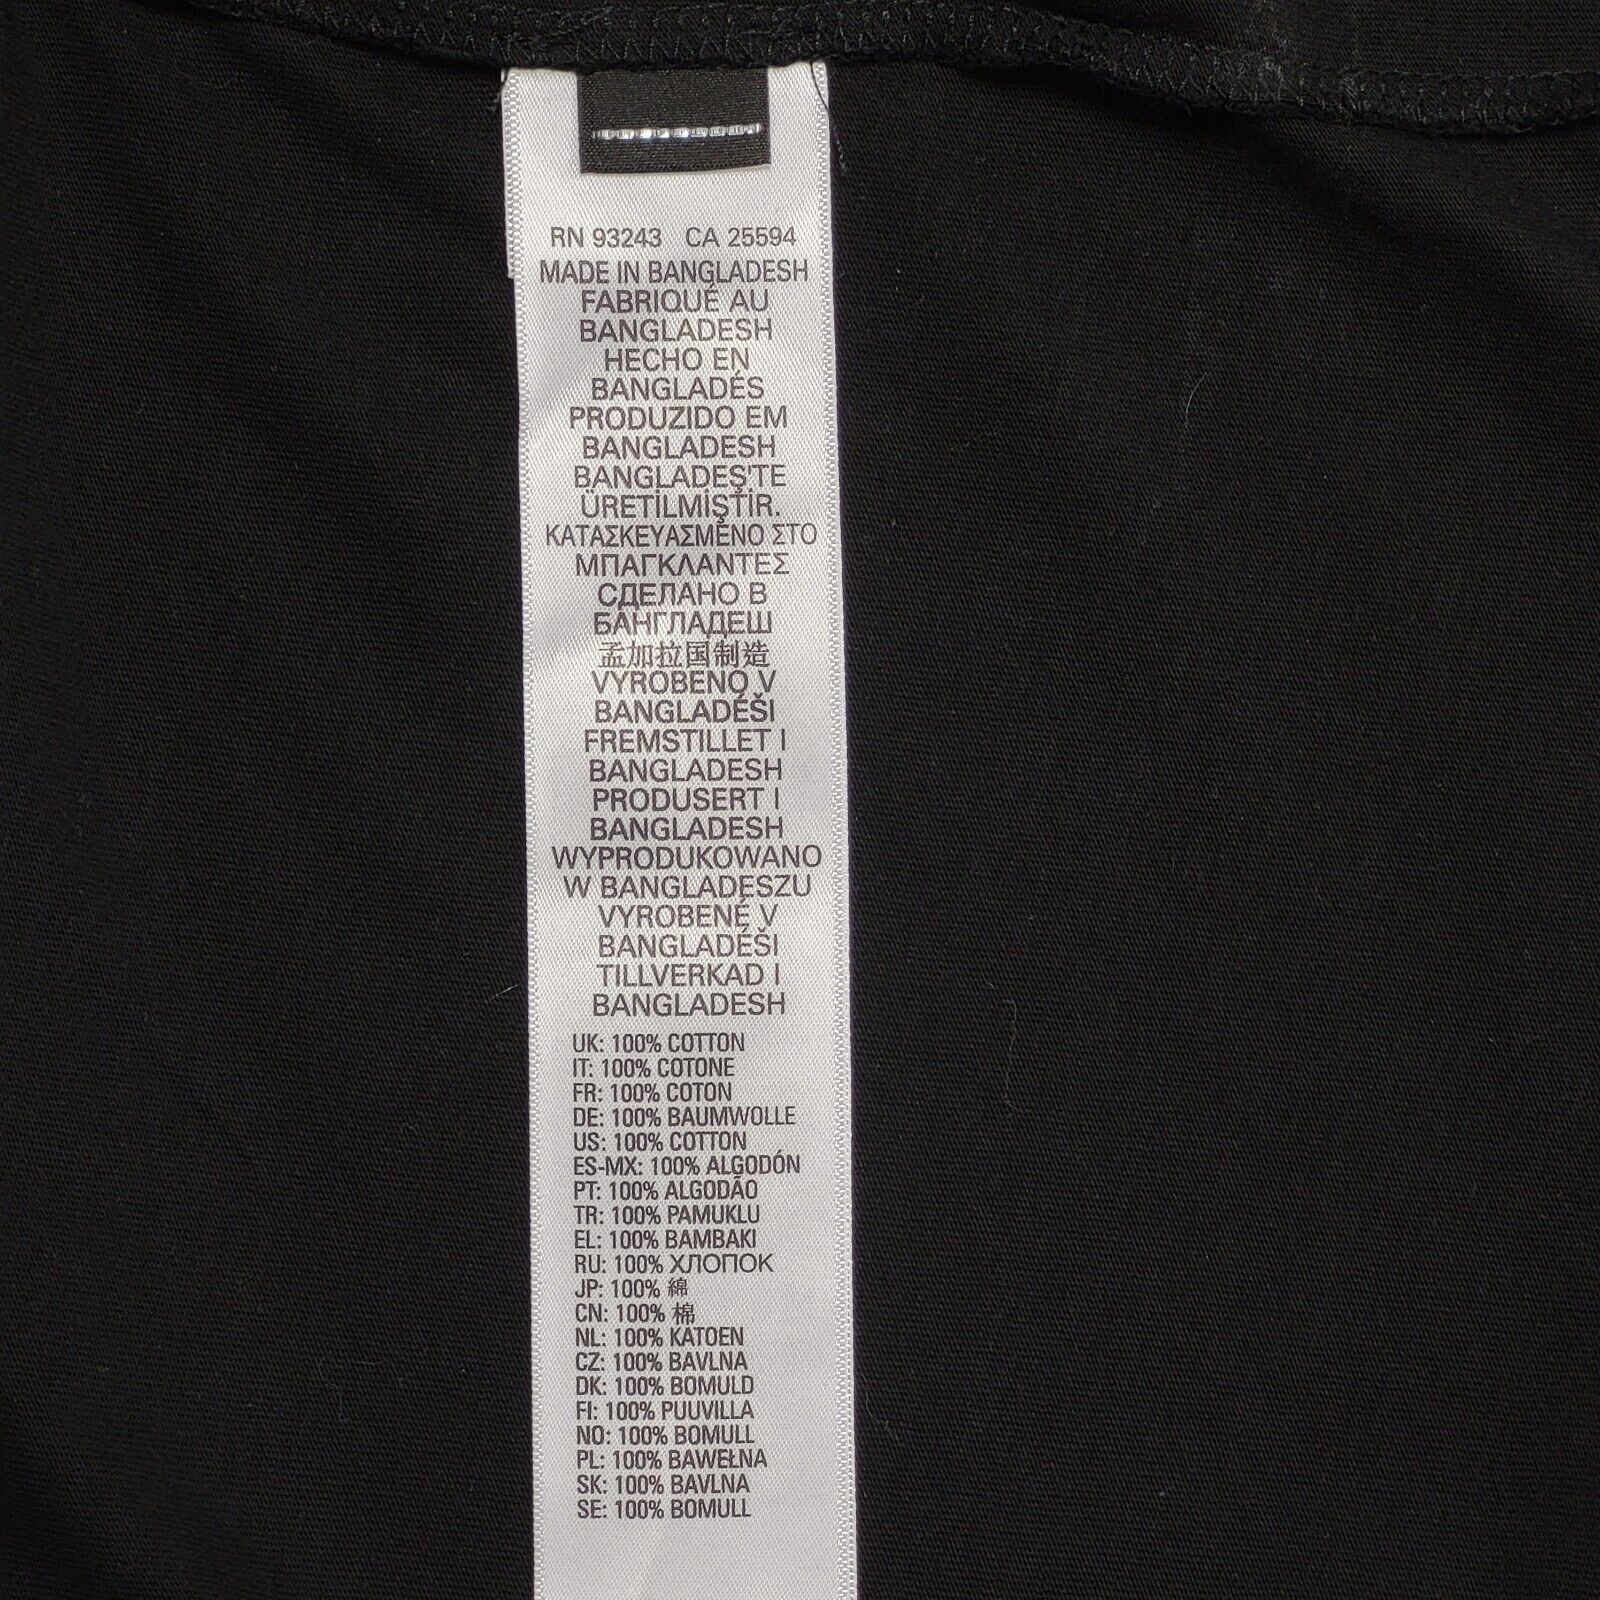 RN 93243 CA 25594
MADE IN BANGLADESH
FABRIQUÉ AU
BANGLADESH
HECHO EN
BANGLADÉS
PRODUZIDO EM
BANGLADESH
BANGLADEŞ'TE
ÜRETİLMİŞTİR.
ΚΑΤΑΣΚΕΥΑΣΜΕΝΟ ΣΤΟ
ΜΠΑΓΚΛΑΝΤΕΣ
СДЕЛАНО В
БАНГЛАДЕШ
孟加拉国制造
VYROBENO V
BANGLADÉŠI
FREMSTILLET I
BANGLADESH
PRODUSERT I
BANGLADESH
WYPRODUKOWANO
W BANGLADESZU
VYROBENÉ V
BANGLADÉŠI
TILLVERKAD I
BANGLADESH
UK: 100% COTTON
IT: 100% COTONE
FR: 100% COTON
DE: 100% BAUMWOLLE
US: 100% COTTON
ES-MX: 100% ALGODÓN
PT: 100% ALGODÃO
TR: 100% PAMUKLU
EL: 100% BAMBAKI
RU: 100% ХЛОПОК
JP: 100% 綿
CN: 100% 棉
NL: 100% KATOEN
CZ: 100% BAVLNA
DK: 100% BOMULD
FI: 100% PUUVILLA
NO: 100% BOMULL
PL: 100% BAWEŁNA
SK: 100% BAVLNA
SE: 100% BOMULL